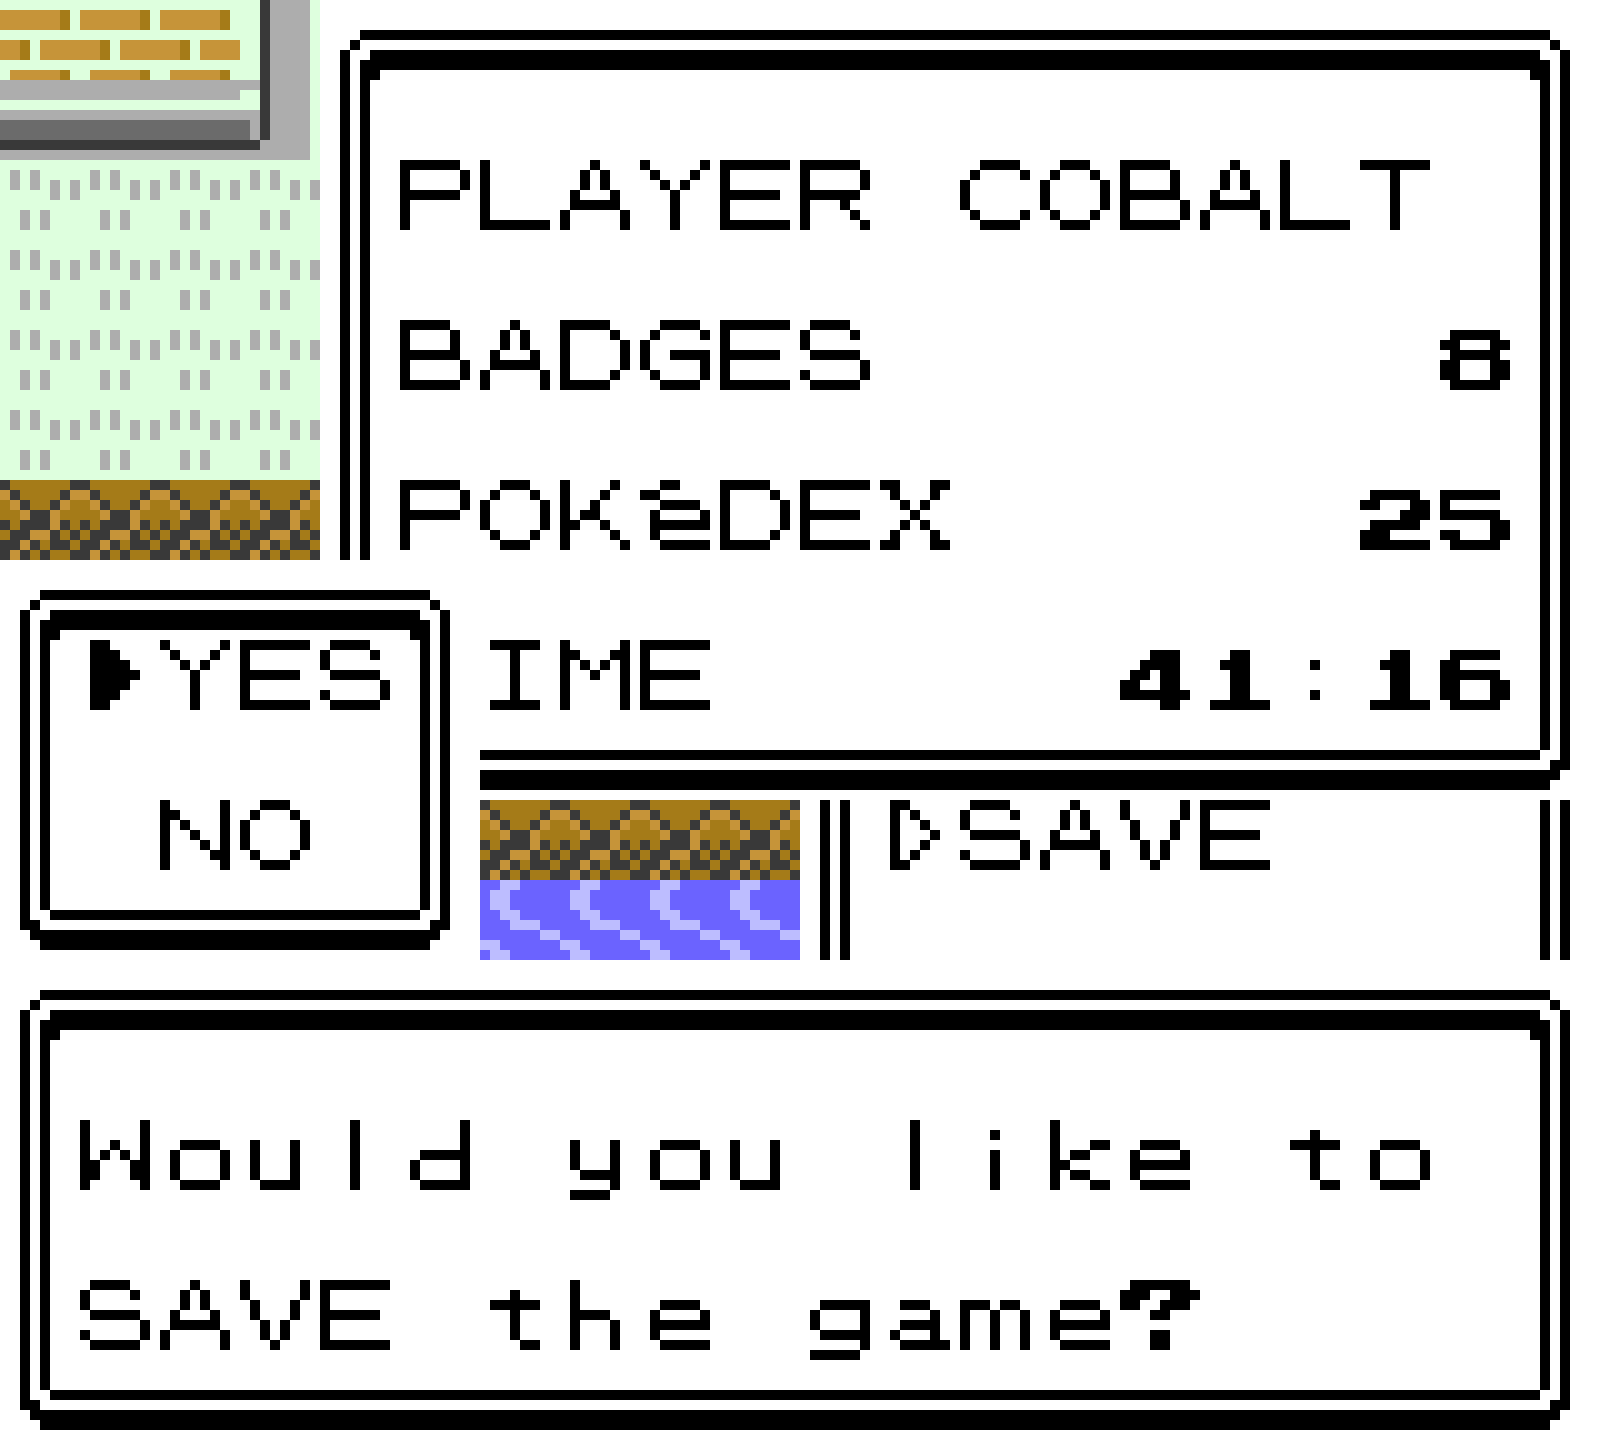 PLAYER COBALT
BADGES 8
POKéDEX 25
IME 41:16
▶YES
NO
▷SAVE
Would you like to
SAVE the game?